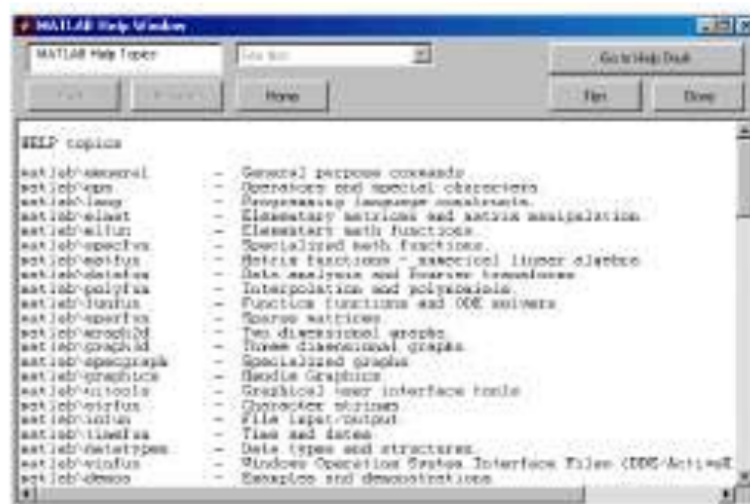 MATLAB Help Window
MATLAB Help Topics See also Go to Help Desk
Back Home Tips Close
HELP topics
matlab\general - General purpose commands.
matlab\ops - Operators and special characters.
matlab\lang - Programming language constructs.
matlab\elmat - Elementary matrices and matrix manipulation.
matlab\elfun - Elementary math functions.
matlab\specfun - Specialized math functions.
matlab\matfun - Matrix functions - numerical linear algebra.
matlab\datafun - Data analysis and Fourier transforms.
matlab\polyfun - Interpolation and polynomials.
matlab\funfun - Function functions and ODE solvers.
matlab\sparfun - Sparse matrices.
matlab\graph2d - Two dimensional graphs.
matlab\graph3d - Three dimensional graphs.
matlab\specgraph - Specialized graphs.
matlab\graphics - Handle Graphics.
matlab\uitools - Graphical user interface tools.
matlab\strfun - Character strings.
matlab\iofun - File input/output.
matlab\timefun - Time and dates.
matlab\datatypes - Data types and structures.
matlab\winfun - Windows Operating System Interface Files (DDE/ActiveX
matlab\demos - Examples and demonstrations.